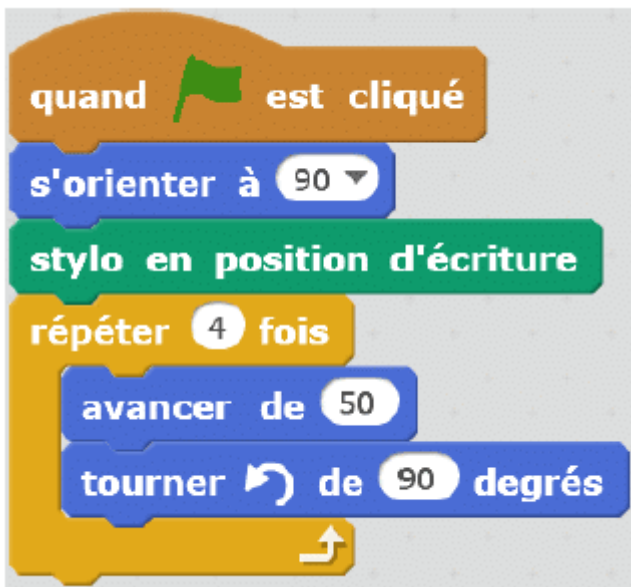 quand est cliqué
s'orienter à 90
stylo en position d'écriture
répéter 4 fois
avancer de 50
tourner de 90 degrés